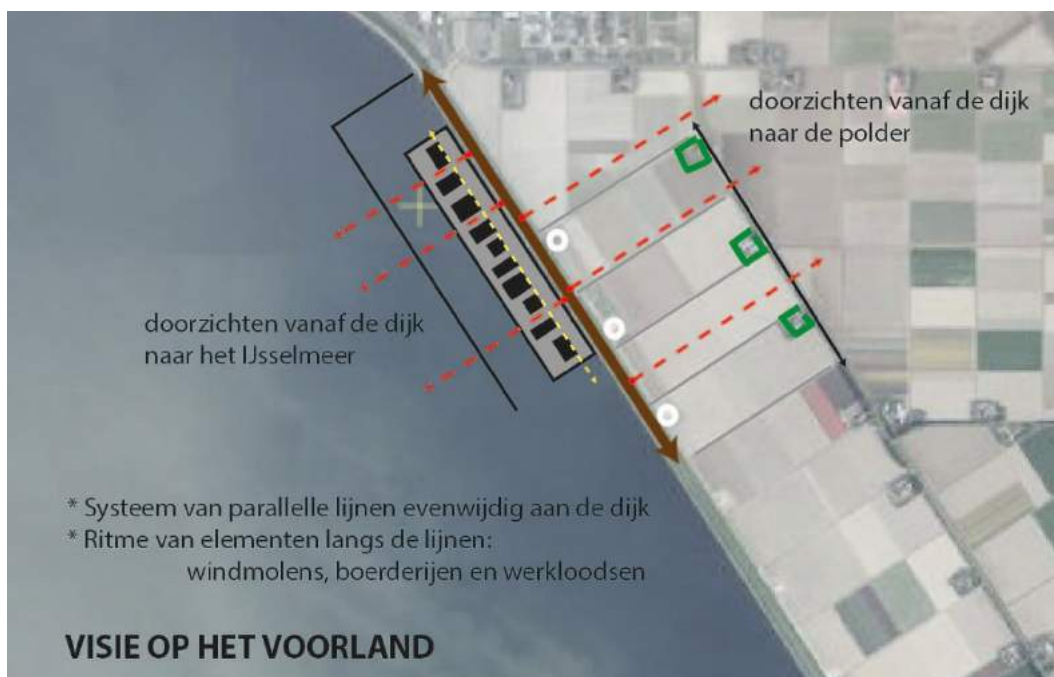 doorzichten vanaf de dijk
naar de polder
doorzichten vanaf de dijk
naar het IJsselmeer
* Systeem van parallelle lijnen evenwijdig aan de dijk
* Ritme van elementen langs de lijnen:
windmolens, boerderijen en werkloodsen
VISIE OP HET VOORLAND